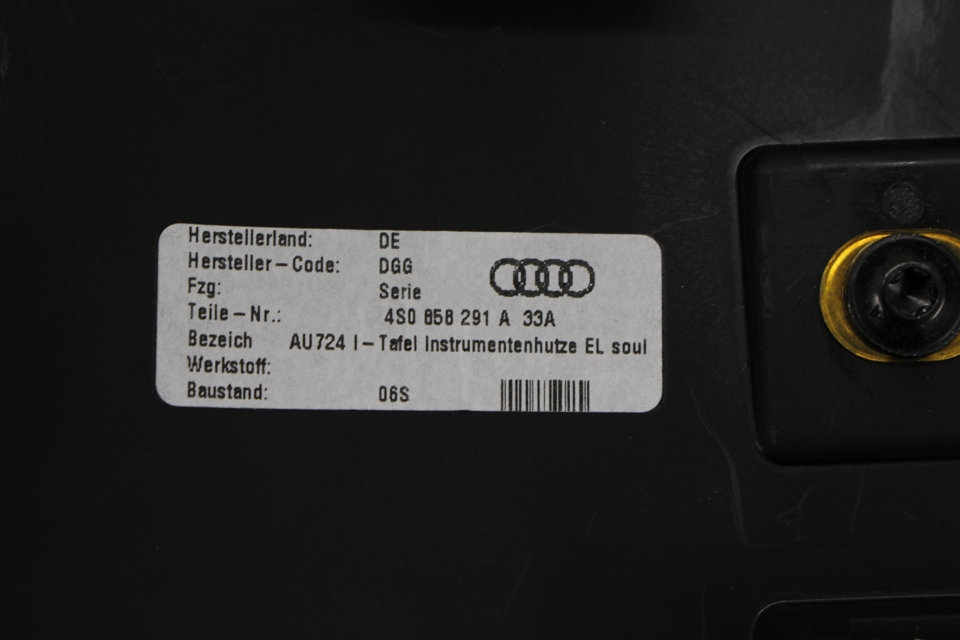 Herstellerland: DE
Hersteller-Code: DGG
Fzg: Serie
Teile-Nr.: 4S0 858 291 A 33A
Bezeich AU724 I-Tafel Instrumentenhutze EL soul
Werkstoff:
Baustand: 06S